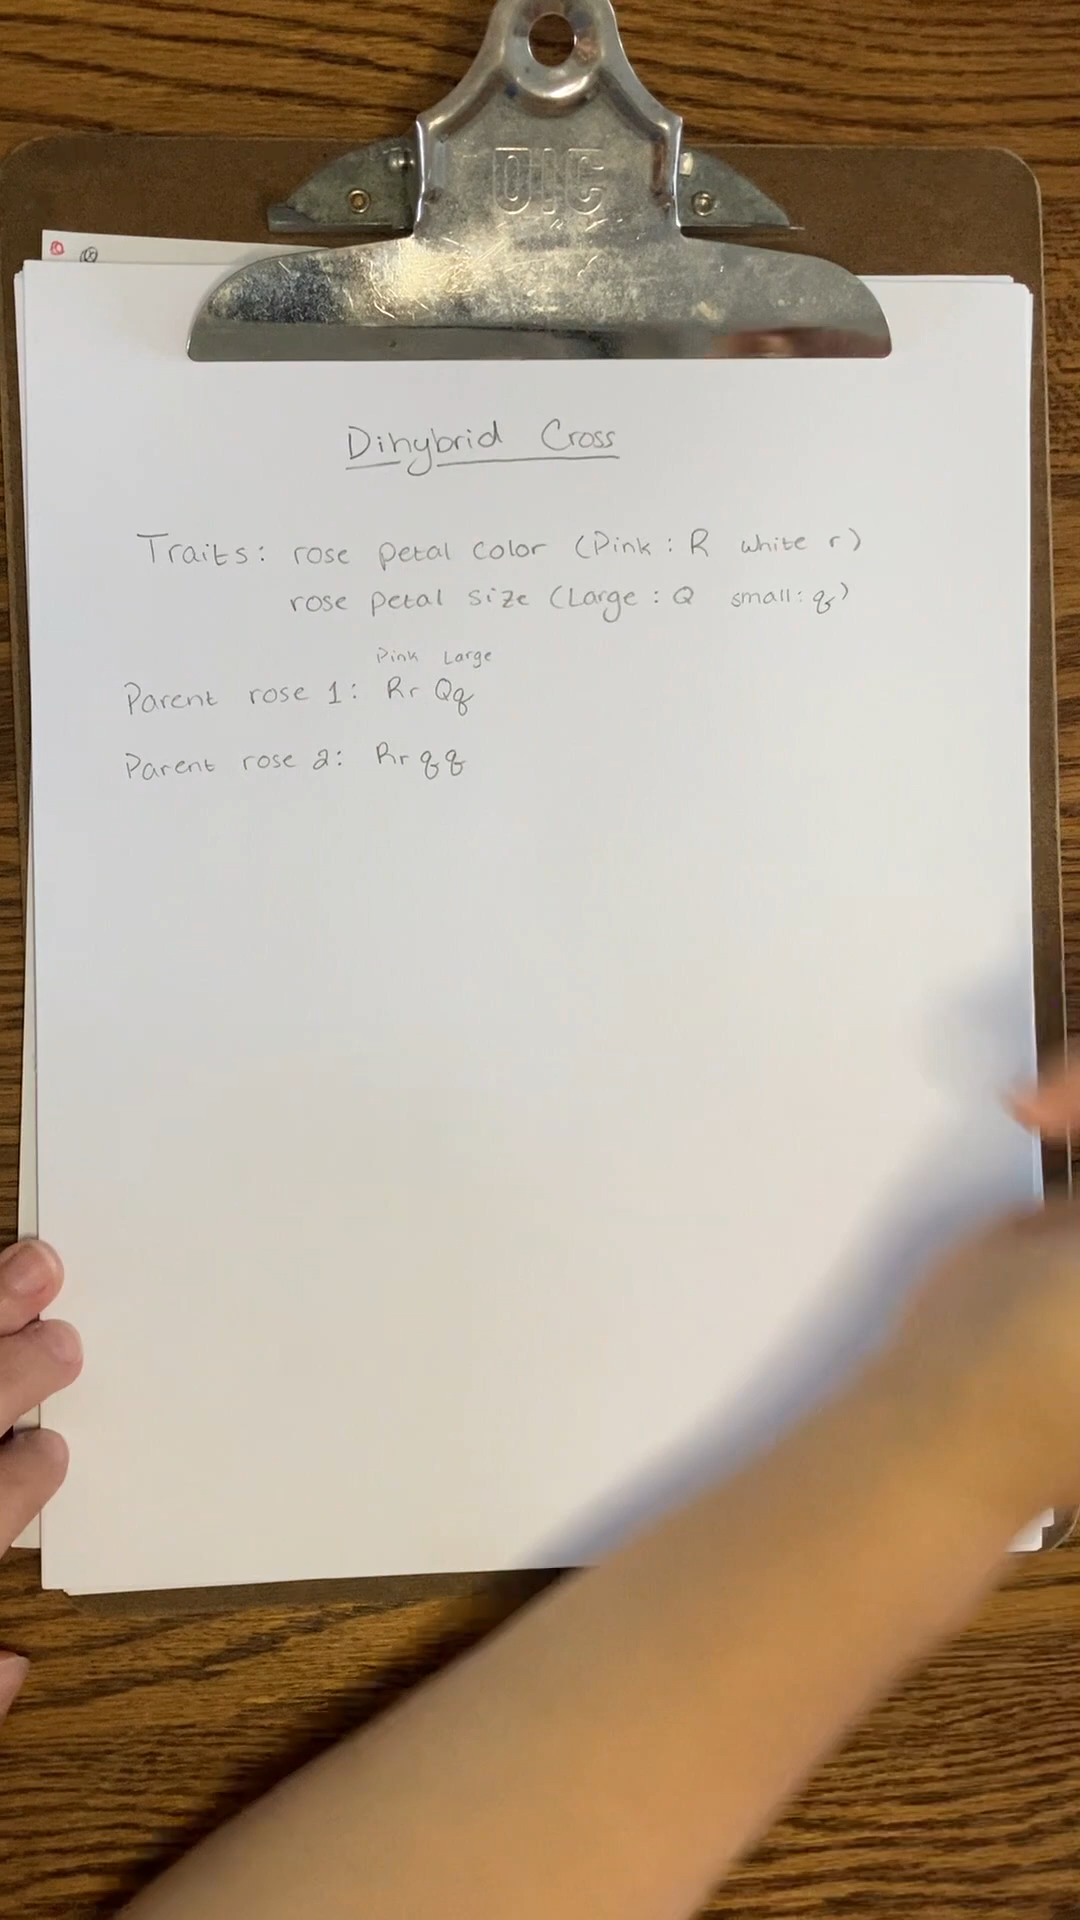 OIC
Dihybrid Cross
Traits: rose petal color (Pink: R white r)
rose petal size (Large: Q small: q)
Pink Large
Parent rose 1: Rr Qq
Parent rose 2: Rr qq